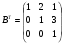 B' = (1 2 1
0 1 3
0 0 1)